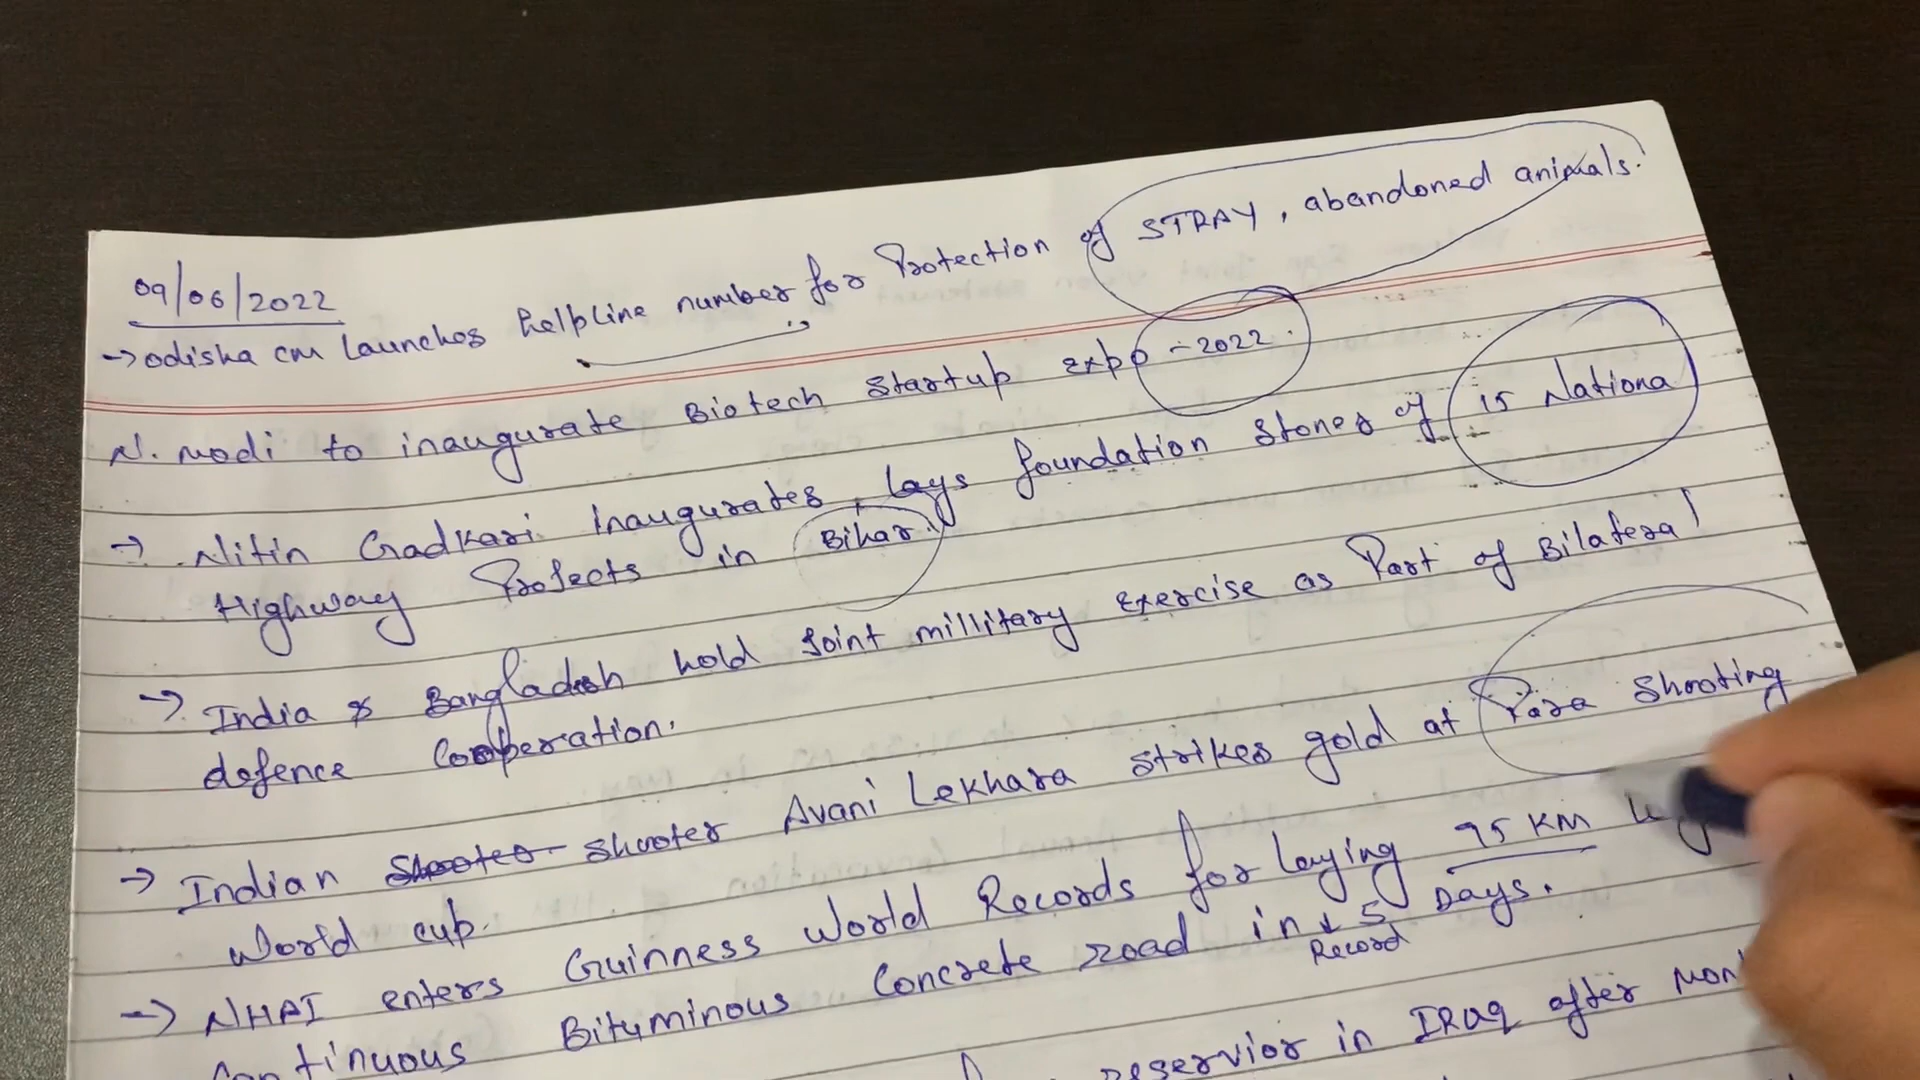 09/06/2022
→ odisha cm launches helpline number for Protection of STRAY, abandoned animals.
N. modi to inaugurate Biotech startup expo - 2022.
→ Nitin Gadkari inaugurates, lays foundation stones of 15 Nationa
Highway Projects in Bihar.
→ India & Bangladesh hold Joint millitary exercise as Part of Bilateral
defence Cooperation.
→ Indian Shooter shooter Avani Lekhara strikes gold at Para shooting
world cup.
→ NHAI enters Guinness World Records for laying 75 KM
Continuous Bituminous Concrete road in 5 Days.
Record
reservior in IRaq after